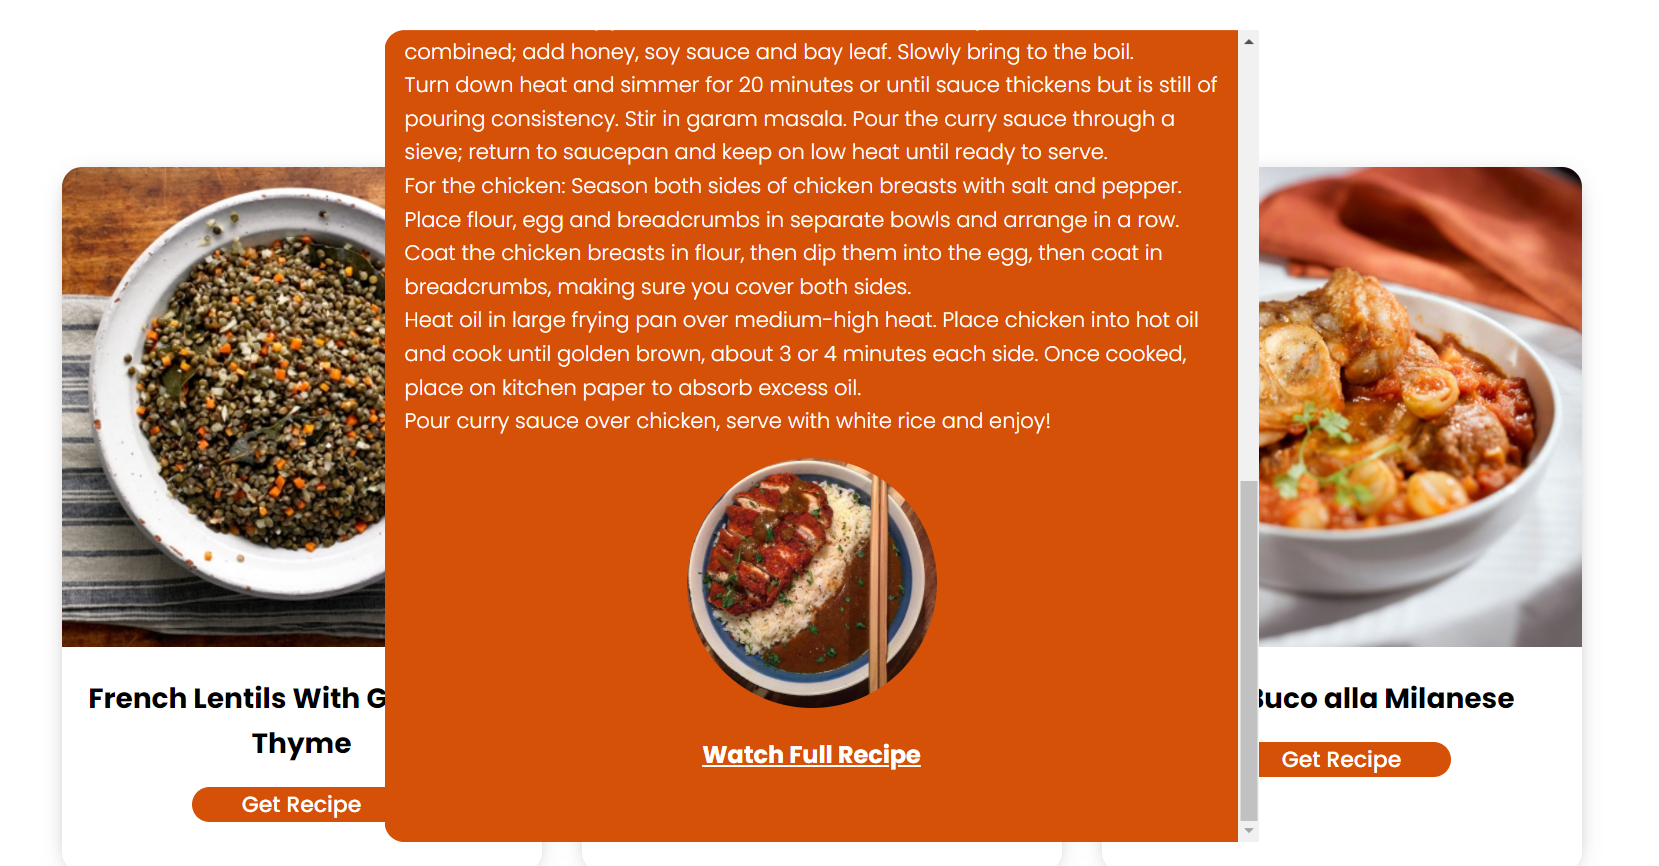 combined; add honey, soy sauce and bay leaf. Slowly bring to the boil.
Turn down heat and simmer for 20 minutes or until sauce thickens but is still of
pouring consistency. Stir in garam masala. Pour the curry sauce through a
sieve; return to saucepan and keep on low heat until ready to serve.
For the chicken: Season both sides of chicken breasts with salt and pepper.
Place flour, egg and breadcrumbs in separate bowls and arrange in a row.
Coat the chicken breasts in flour, then dip them into the egg, then coat in
breadcrumbs, making sure you cover both sides.
Heat oil in large frying pan over medium-high heat. Place chicken into hot oil
and cook until golden brown, about 3 or 4 minutes each side. Once cooked,
place on kitchen paper to absorb excess oil.
Pour curry sauce over chicken, serve with white rice and enjoy!
Watch Full Recipe
French Lentils With G
Thyme
Get Recipe
Buco alla Milanese
Get Recipe